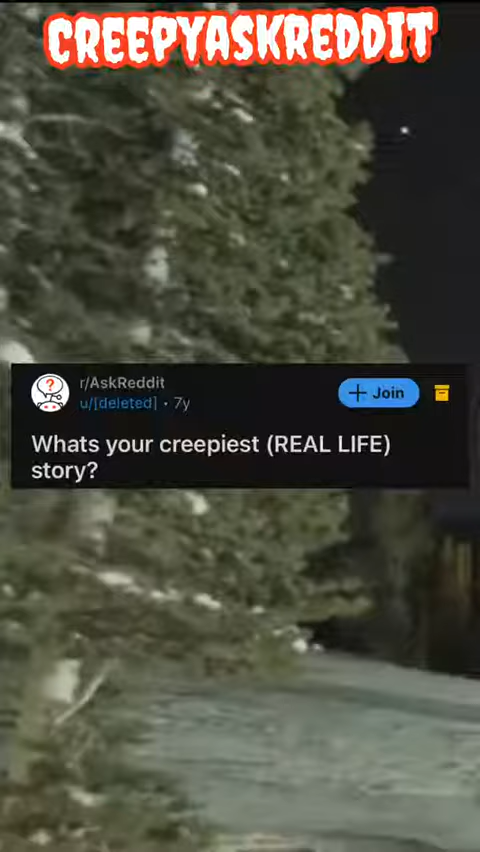 CREEPYASKREDDIT
r/AskReddit
u/[deleted] • 7y
Join
Whats your creepiest (REAL LIFE)
story?